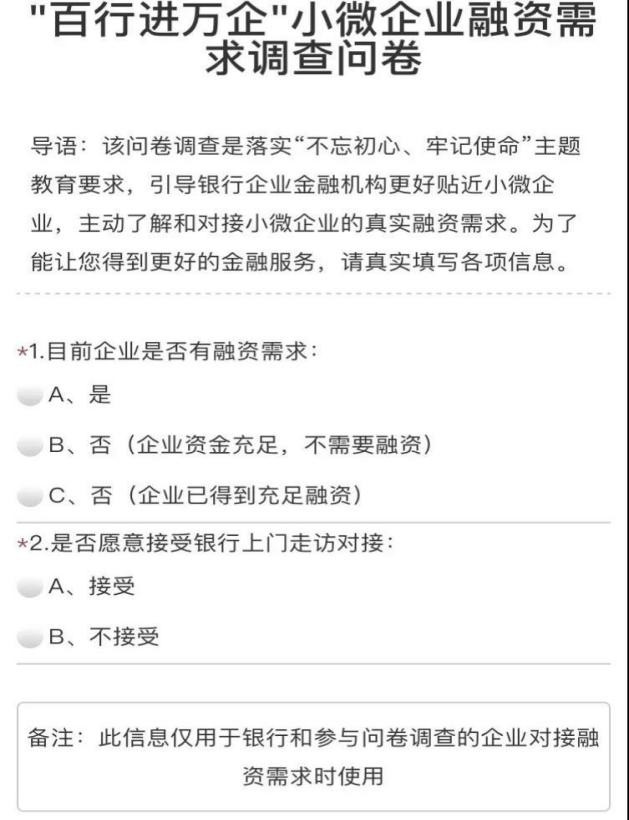 "百行进万企"小微企业融资需
求调查问卷
导语：该问卷调查是落实“不忘初心、牢记使命”主题
教育要求，引导银行企业金融机构更好贴近小微企
业，主动了解和对接小微企业的真实融资需求。为了
能让您得到更好的金融服务，请真实填写各项信息。
*1.目前企业是否有融资需求：
A、是
B、否（企业资金充足，不需要融资）
C、否（企业已得到充足融资）
*2.是否愿意接受银行上门走访对接：
A、接受
B、不接受
备注：此信息仅用于银行和参与问卷调查的企业对接融
资需求时使用